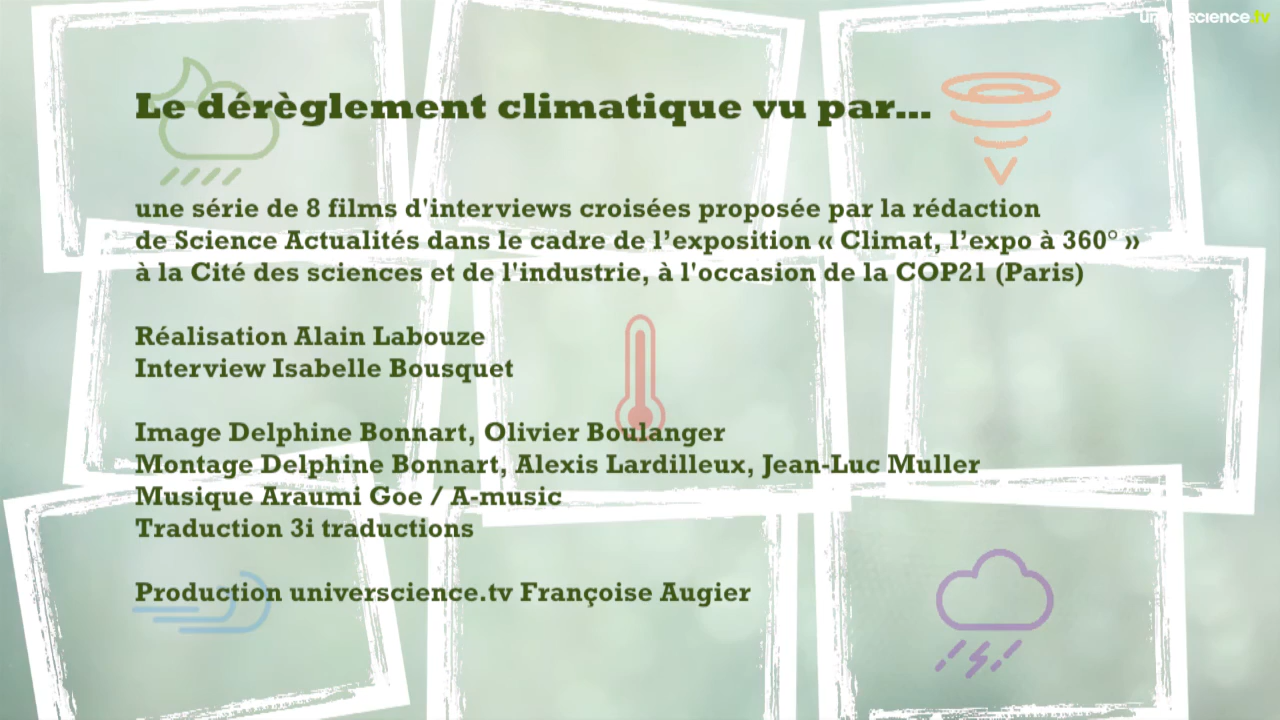 universcience.tv
Le dérèglement climatique vu par...
une série de 8 films d'interviews croisées proposée par la rédaction
de Science Actualités dans le cadre de l’exposition « Climat, l’expo à 360° »
à la Cité des sciences et de l'industrie, à l'occasion de la COP21 (Paris)
Réalisation Alain Labouze
Interview Isabelle Bousquet
Image Delphine Bonnart, Olivier Boulanger
Montage Delphine Bonnart, Alexis Lardilleux, Jean-Luc Muller
Musique Araumi Goe / A-music
Traduction 3i traductions
Production universcience.tv Françoise Augier